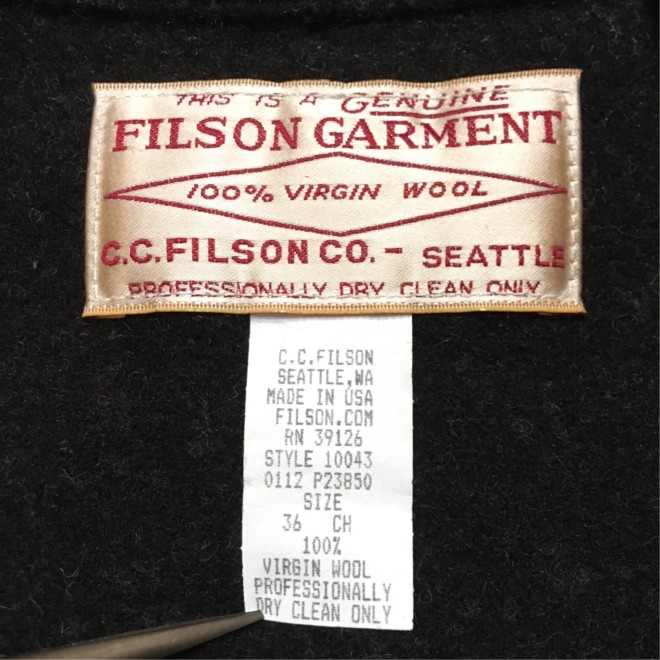 THIS IS A GENUINE
FILSON GARMENT
100% VIRGIN WOOL
C.C.FILSON CO. - SEATTLE
PROFESSIONALLY DRY CLEAN ONLY
C.C.FILSON
SEATTLE,WA
MADE IN USA
FILSON.COM
RN 39126
STYLE 10043
0112 P23850
SIZE
36 CH
100%
VIRGIN WOOL
PROFESSIONALLY
DRY CLEAN ONLY